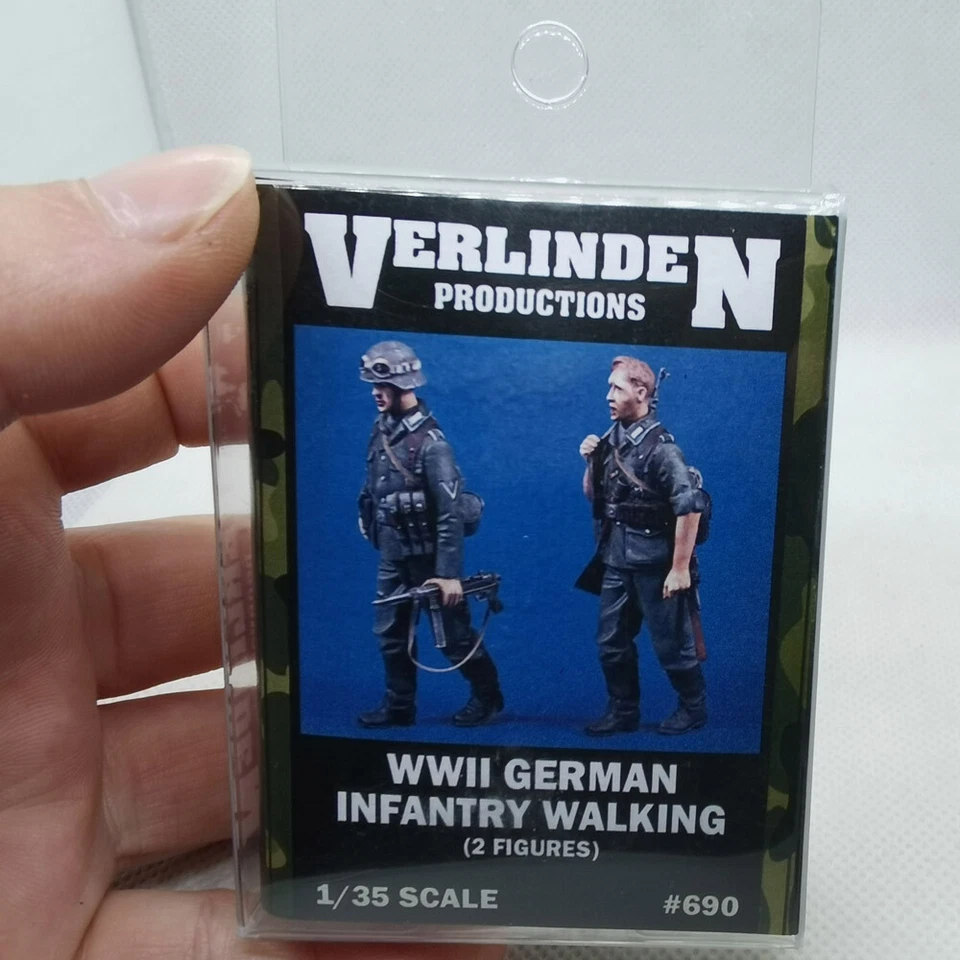 VERLINDEN
PRODUCTIONS
WWII GERMAN
INFANTRY WALKING
(2 FIGURES)
1/35 SCALE
#690